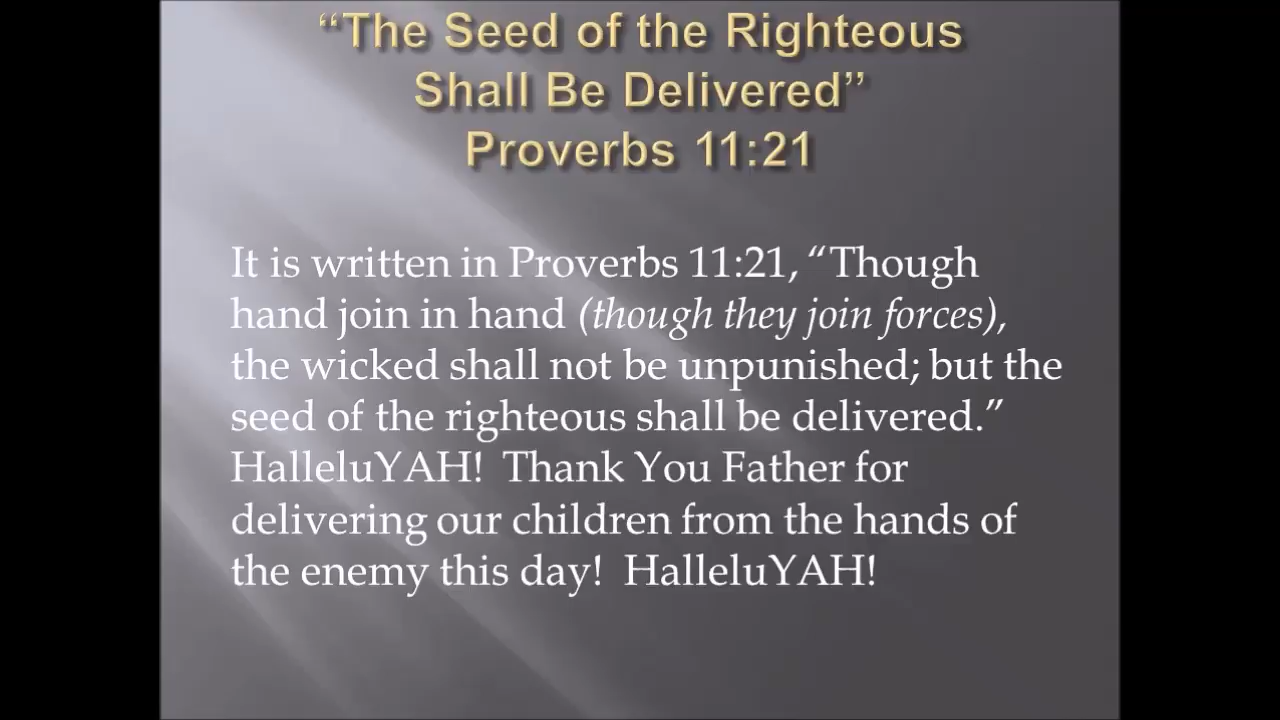 “The Seed of the Righteous
Shall Be Delivered”
Proverbs 11:21
It is written in Proverbs 11:21, “Though
hand join in hand (though they join forces),
the wicked shall not be unpunished; but the
seed of the righteous shall be delivered.”
HalleluYAH!  Thank You Father for
delivering our children from the hands of
the enemy this day!  HalleluYAH!